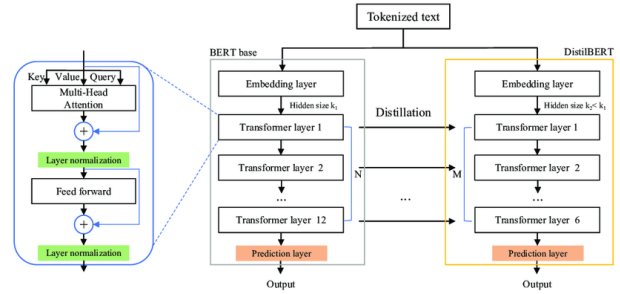 Tokenized text
BERT base
DistilBERT
Key Value Query
Multi-Head
Attention
+
Layer normalization
Feed forward
+
Layer normalization
Embedding layer
Hidden size k₁
Transformer layer 1
Transformer layer 2
...
Transformer layer 12
Prediction layer
Output
N
Distillation
...
M
Embedding layer
Hidden size k₂< k₁
Transformer layer 1
Transformer layer 2
...
Transformer layer 6
Prediction layer
Output